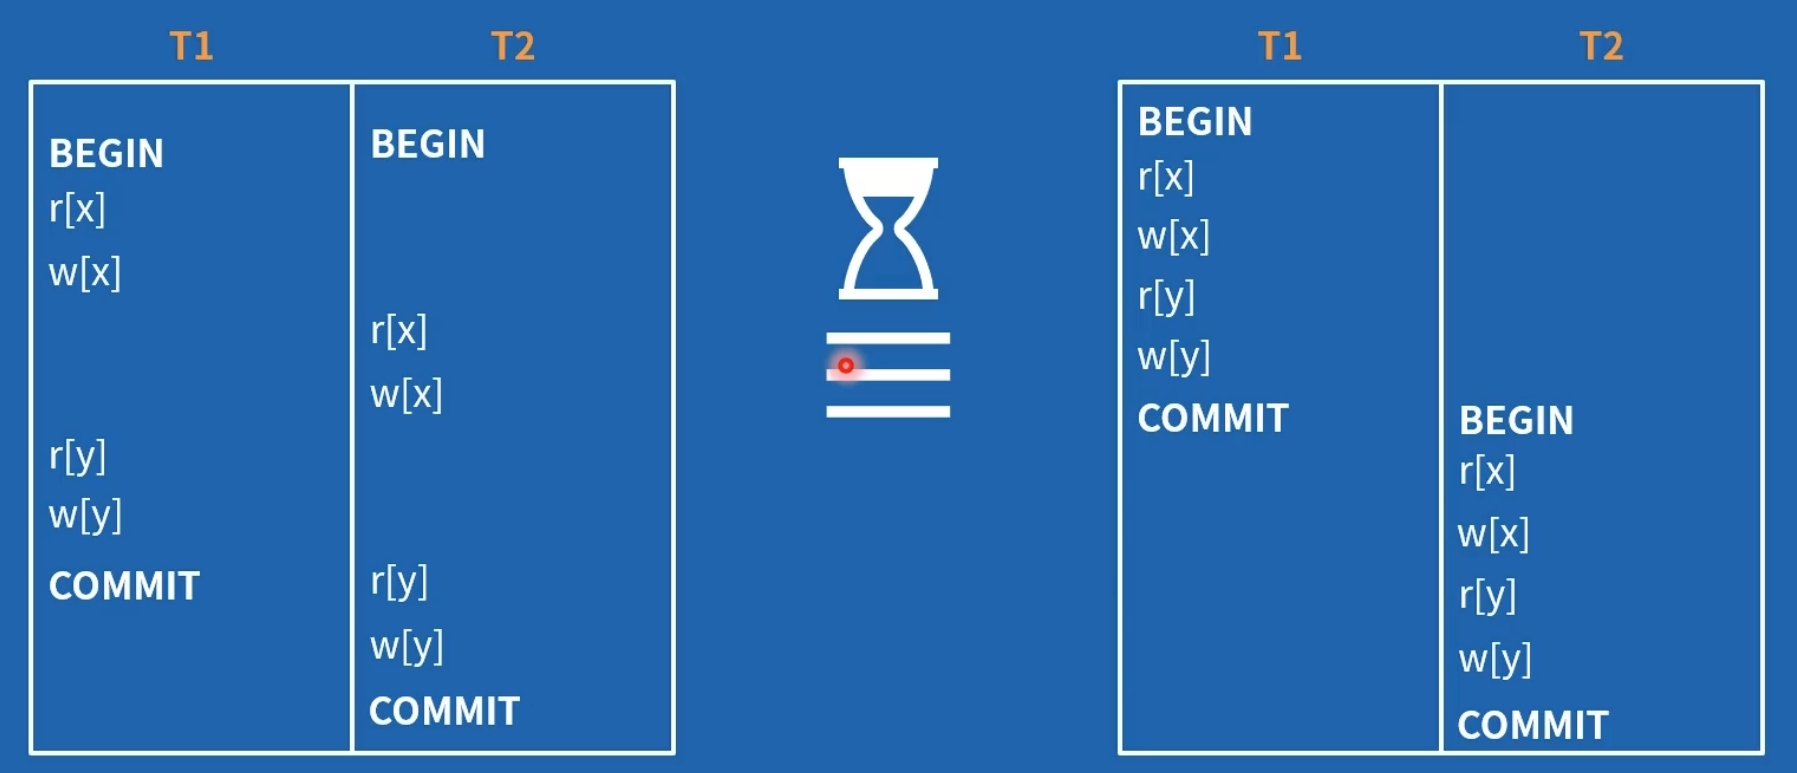 T1
T2
BEGIN
r[x]
w[x]
r[y]
w[y]
COMMIT
BEGIN
r[x]
w[x]
r[y]
w[y]
COMMIT
T1
T2
BEGIN
r[x]
w[x]
r[y]
w[y]
COMMIT
BEGIN
r[x]
w[x]
r[y]
w[y]
COMMIT